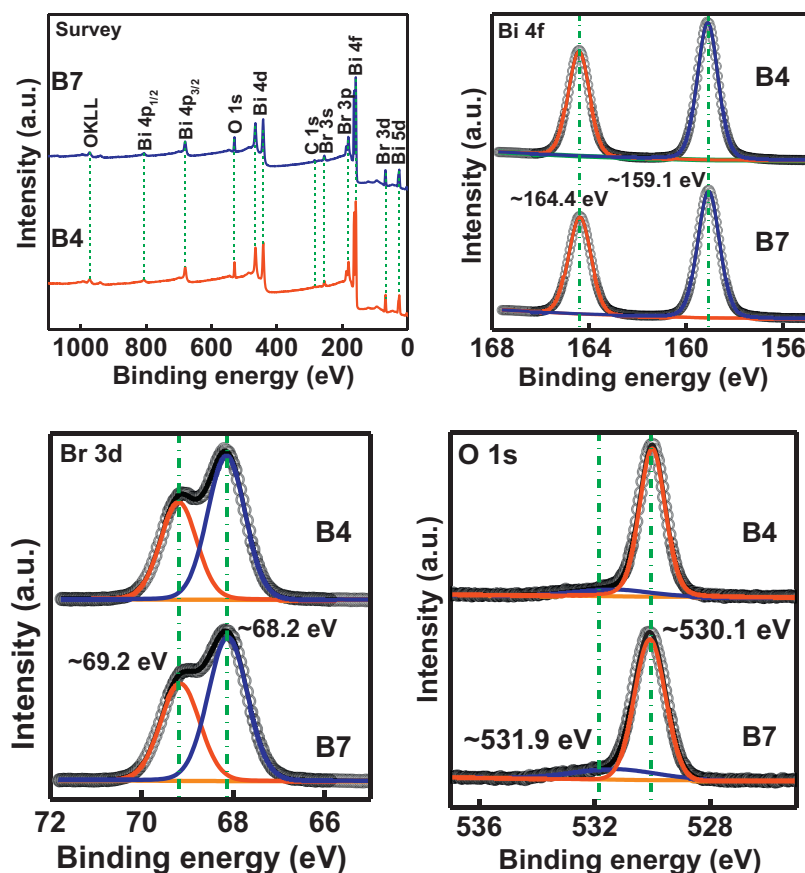 Survey
B7
B4
OKLL
Bi 4p1/2
Bi 4p3/2
O 1s
Bi 4d
C 1s
Br 3s
Br 3p
Bi 4f
Br 3d
Bi 5d
Intensity (a.u.)
1000 800 600 400 200 0
Binding energy (eV)
Bi 4f
B4
~164.4 eV
~159.1 eV
B7
Intensity (a.u.)
168 164 160 156
Binding energy (eV)
Br 3d
B4
~68.2 eV
~69.2 eV
B7
Intensity (a.u.)
72 70 68 66
Binding energy (eV)
O 1s
B4
~530.1 eV
~531.9 eV
B7
Intensity (a.u.)
536 532 528
Binding energy (eV)